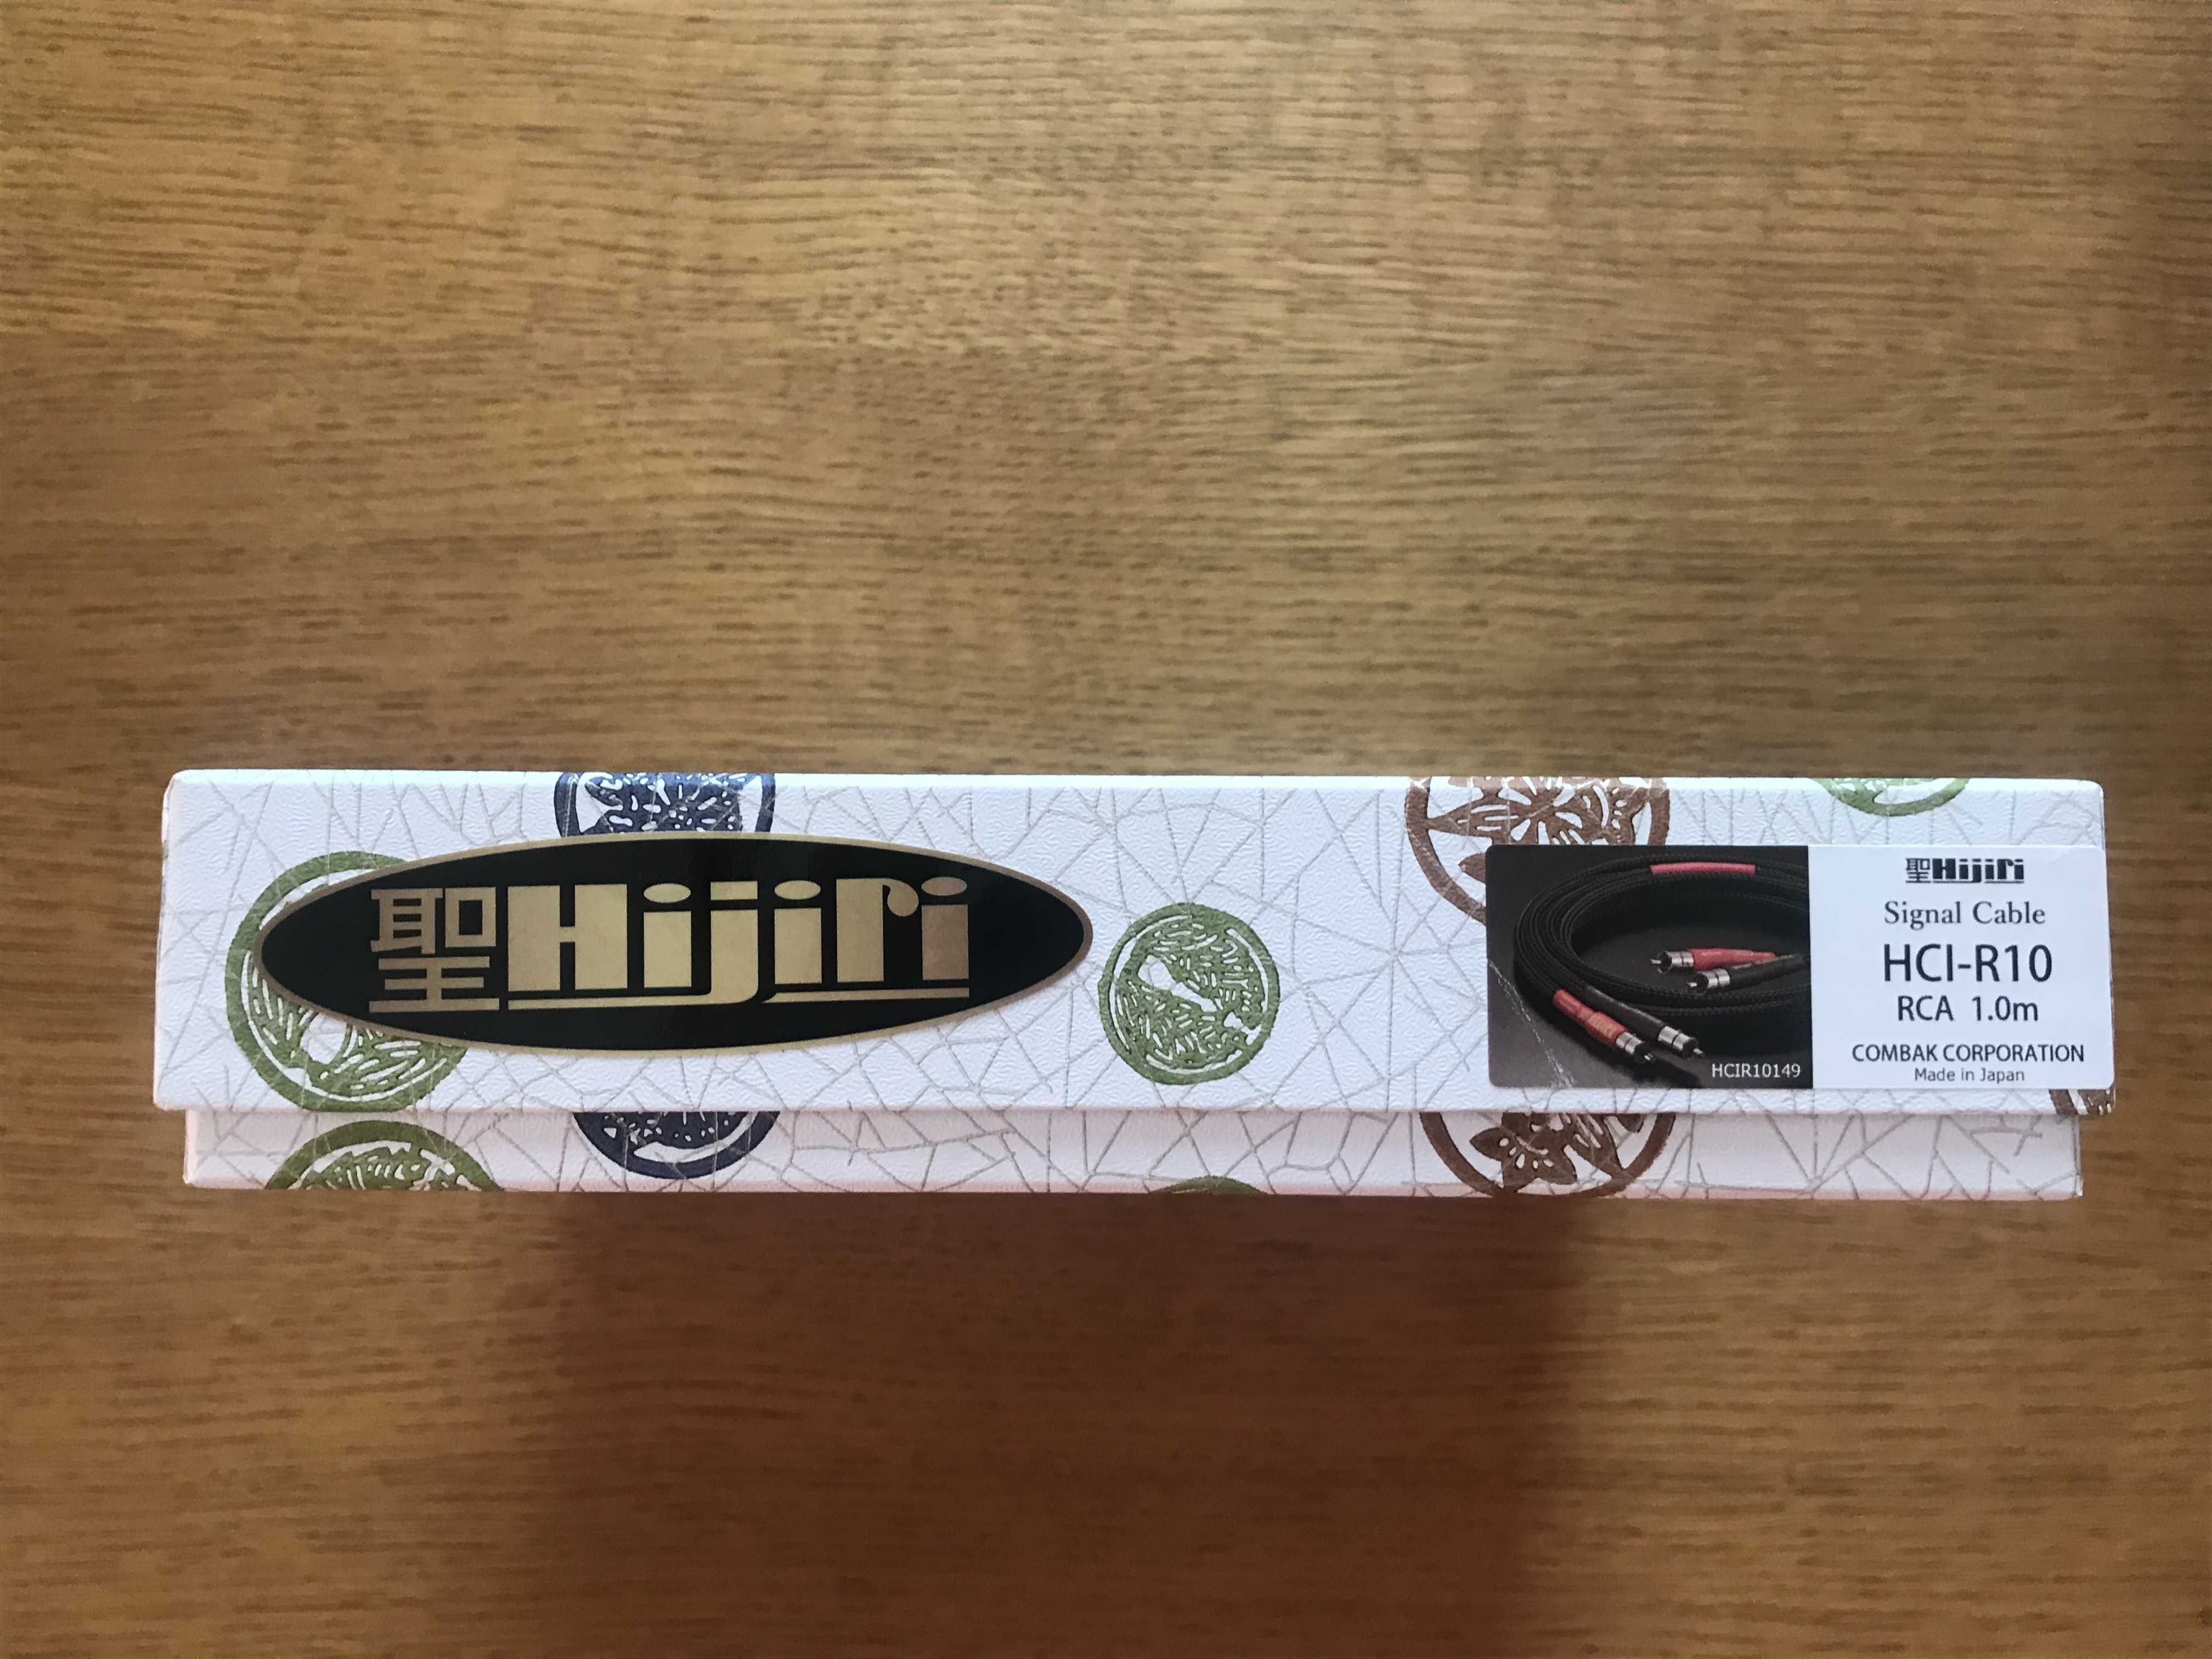 聖Hijiri
聖Hijiri
Signal Cable
HCI-R10
RCA 1.0m
COMBAK CORPORATION
Made in Japan
HCIR10149